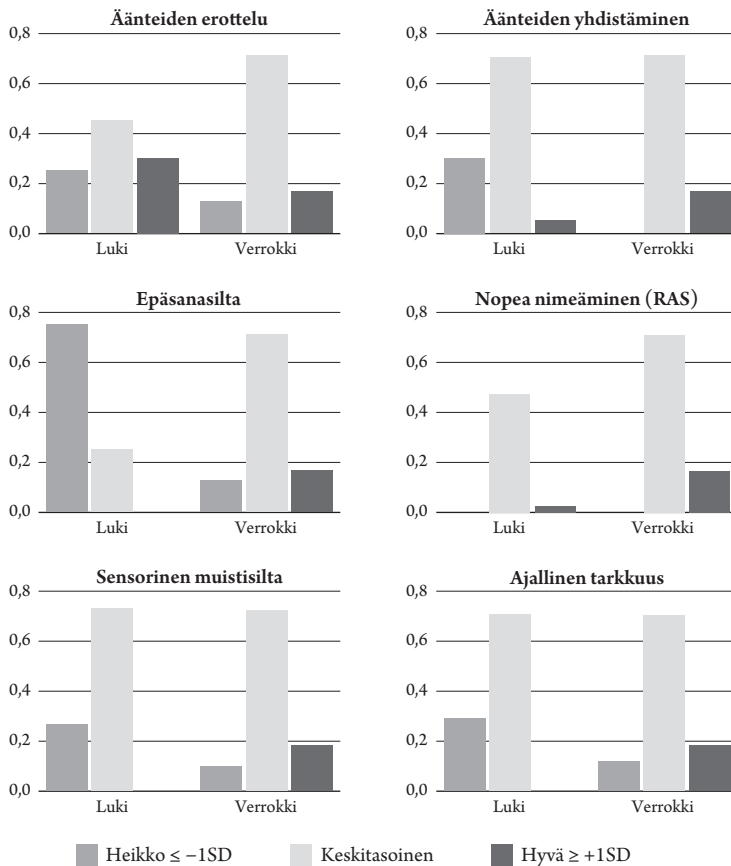 Äänteiden erottelu
0,8
0,6
0,4
0,2
0,0
Luki Verrokki
Äänteiden yhdistäminen
0,8
0,6
0,4
0,2
0,0
Luki Verrokki
Epäsanasilta
0,8
0,6
0,4
0,2
0,0
Luki Verrokki
Nopea nimeäminen (RAS)
0,8
0,6
0,4
0,2
0,0
Luki Verrokki
Sensorinen muistisilta
0,8
0,6
0,4
0,2
0,0
Luki Verrokki
Ajallinen tarkkuus
0,8
0,6
0,4
0,2
0,0
Luki Verrokki
Heikko ≤ −1SD Keskitasoinen Hyvä ≥ +1SD